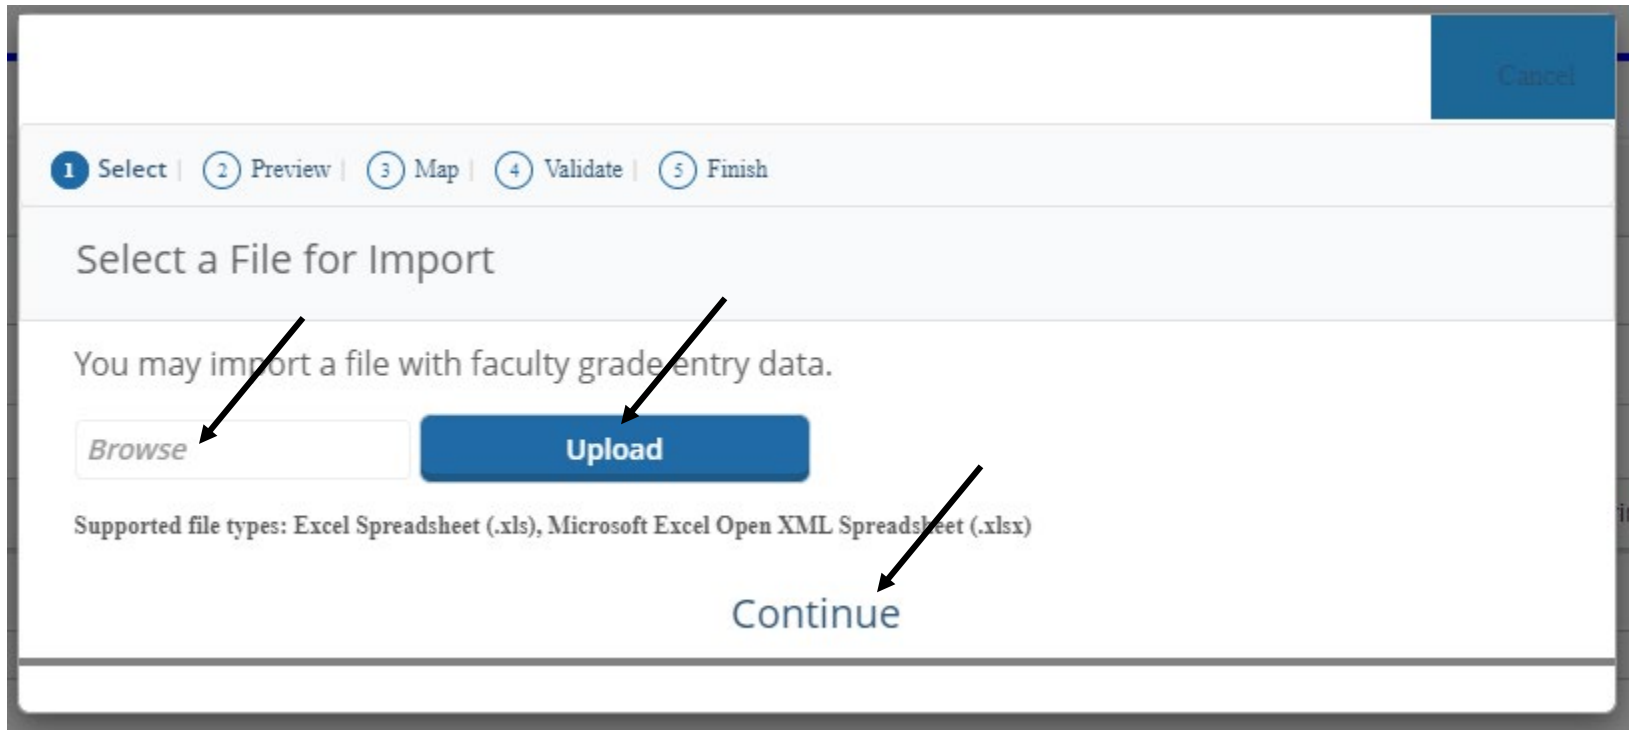 Cancel
1 Select | 2 Preview | 3 Map | 4 Validate | 5 Finish
Select a File for Import
You may import a file with faculty grade entry data.
Browse
Upload
Supported file types: Excel Spreadsheet (.xls), Microsoft Excel Open XML Spreadsheet (.xlsx)
Continue